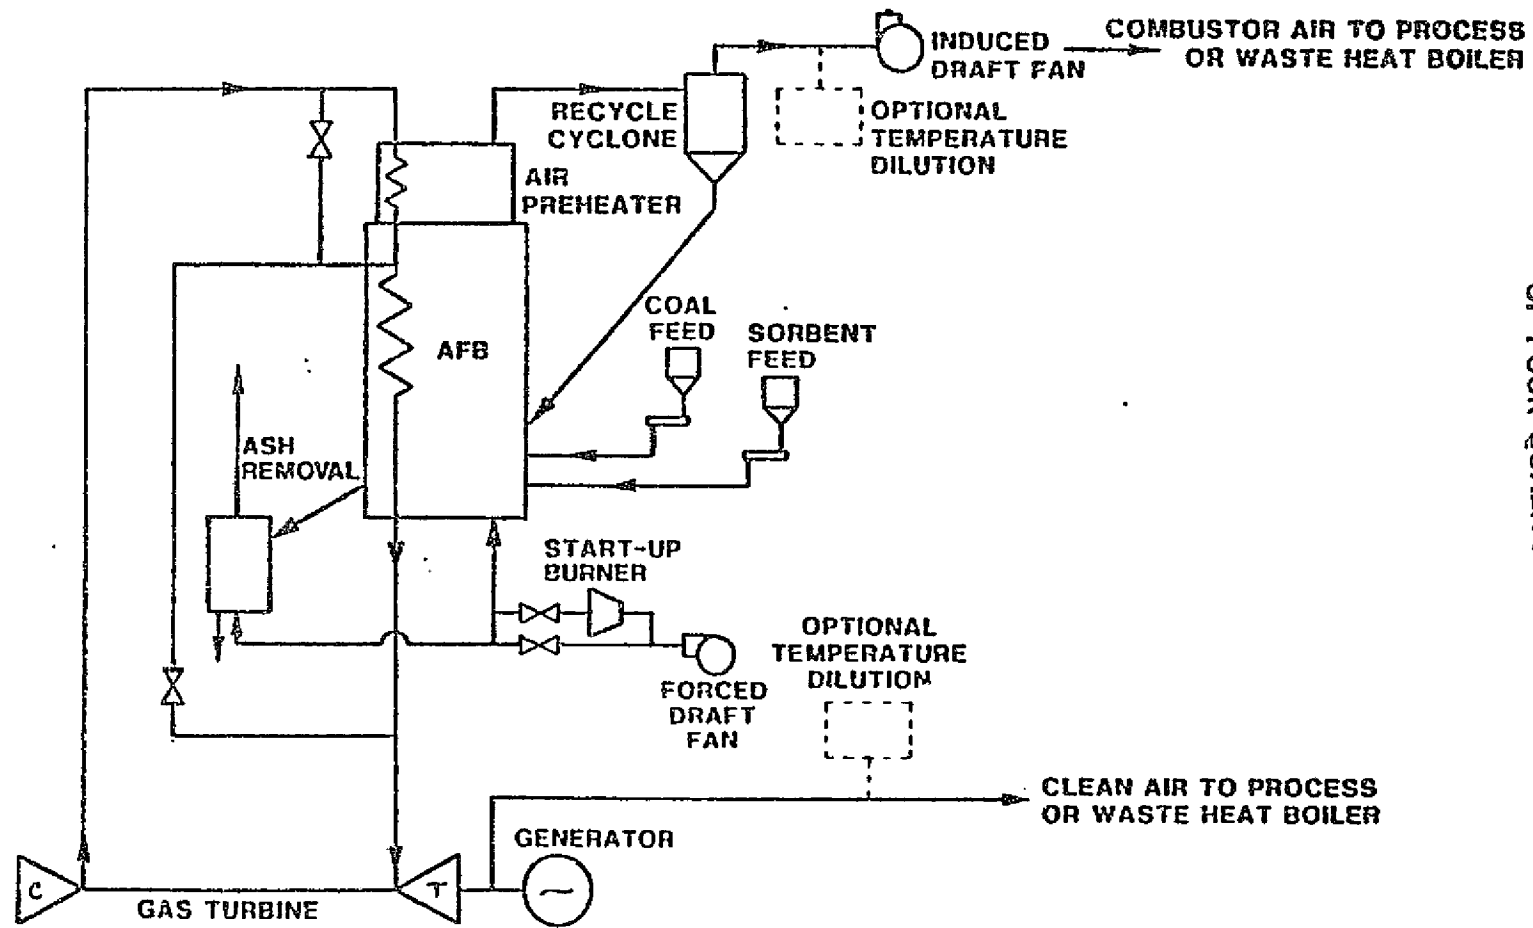 INDUCED
DRAFT FAN
COMBUSTOR AIR TO PROCESS
OR WASTE HEAT BOILER
RECYCLE
CYCLONE
OPTIONAL
TEMPERATURE
DILUTION
AIR
PREHEATER
COAL
FEED
SORBENT
FEED
AFB
ASH
REMOVAL
START-UP
BURNER
OPTIONAL
TEMPERATURE
DILUTION
FORCED
DRAFT
FAN
CLEAN AIR TO PROCESS
OR WASTE HEAT BOILER
GENERATOR
C
T
GAS TURBINE